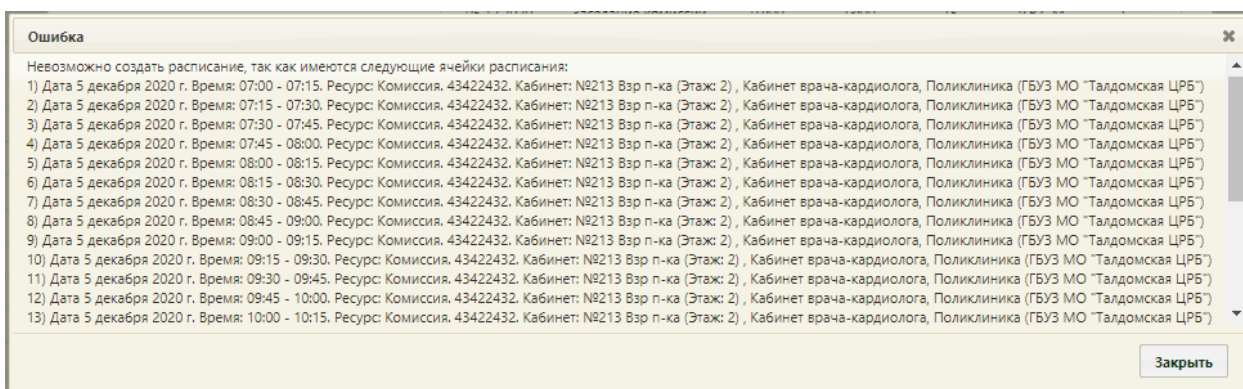 Ошибка
Невозможно создать расписание, так как имеются следующие ячейки расписания:
1) Дата 5 декабря 2020 г. Время: 07:00 - 07:15. Ресурс: Комиссия. 43422432. Кабинет: №213 Взр п-ка (Этаж: 2) , Кабинет врача-кардиолога, Поликлиника (ГБУЗ МО "Талдомская ЦРБ")
2) Дата 5 декабря 2020 г. Время: 07:15 - 07:30. Ресурс: Комиссия. 43422432. Кабинет: №213 Взр п-ка (Этаж: 2) , Кабинет врача-кардиолога, Поликлиника (ГБУЗ МО "Талдомская ЦРБ")
3) Дата 5 декабря 2020 г. Время: 07:30 - 07:45. Ресурс: Комиссия. 43422432. Кабинет: №213 Взр п-ка (Этаж: 2) , Кабинет врача-кардиолога, Поликлиника (ГБУЗ МО "Талдомская ЦРБ")
4) Дата 5 декабря 2020 г. Время: 07:45 - 08:00. Ресурс: Комиссия. 43422432. Кабинет: №213 Взр п-ка (Этаж: 2) , Кабинет врача-кардиолога, Поликлиника (ГБУЗ МО "Талдомская ЦРБ")
5) Дата 5 декабря 2020 г. Время: 08:00 - 08:15. Ресурс: Комиссия. 43422432. Кабинет: №213 Взр п-ка (Этаж: 2) , Кабинет врача-кардиолога, Поликлиника (ГБУЗ МО "Талдомская ЦРБ")
6) Дата 5 декабря 2020 г. Время: 08:15 - 08:30. Ресурс: Комиссия. 43422432. Кабинет: №213 Взр п-ка (Этаж: 2) , Кабинет врача-кардиолога, Поликлиника (ГБУЗ МО "Талдомская ЦРБ")
7) Дата 5 декабря 2020 г. Время: 08:30 - 08:45. Ресурс: Комиссия. 43422432. Кабинет: №213 Взр п-ка (Этаж: 2) , Кабинет врача-кардиолога, Поликлиника (ГБУЗ МО "Талдомская ЦРБ")
8) Дата 5 декабря 2020 г. Время: 08:45 - 09:00. Ресурс: Комиссия. 43422432. Кабинет: №213 Взр п-ка (Этаж: 2) , Кабинет врача-кардиолога, Поликлиника (ГБУЗ МО "Талдомская ЦРБ")
9) Дата 5 декабря 2020 г. Время: 09:00 - 09:15. Ресурс: Комиссия. 43422432. Кабинет: №213 Взр п-ка (Этаж: 2) , Кабинет врача-кардиолога, Поликлиника (ГБУЗ МО "Талдомская ЦРБ")
10) Дата 5 декабря 2020 г. Время: 09:15 - 09:30. Ресурс: Комиссия. 43422432. Кабинет: №213 Взр п-ка (Этаж: 2) , Кабинет врача-кардиолога, Поликлиника (ГБУЗ МО "Талдомская ЦРБ")
11) Дата 5 декабря 2020 г. Время: 09:30 - 09:45. Ресурс: Комиссия. 43422432. Кабинет: №213 Взр п-ка (Этаж: 2) , Кабинет врача-кардиолога, Поликлиника (ГБУЗ МО "Талдомская ЦРБ")
12) Дата 5 декабря 2020 г. Время: 09:45 - 10:00. Ресурс: Комиссия. 43422432. Кабинет: №213 Взр п-ка (Этаж: 2) , Кабинет врача-кардиолога, Поликлиника (ГБУЗ МО "Талдомская ЦРБ")
13) Дата 5 декабря 2020 г. Время: 10:00 - 10:15. Ресурс: Комиссия. 43422432. Кабинет: №213 Взр п-ка (Этаж: 2) , Кабинет врача-кардиолога, Поликлиника (ГБУЗ МО "Талдомская ЦРБ")
Закрыть